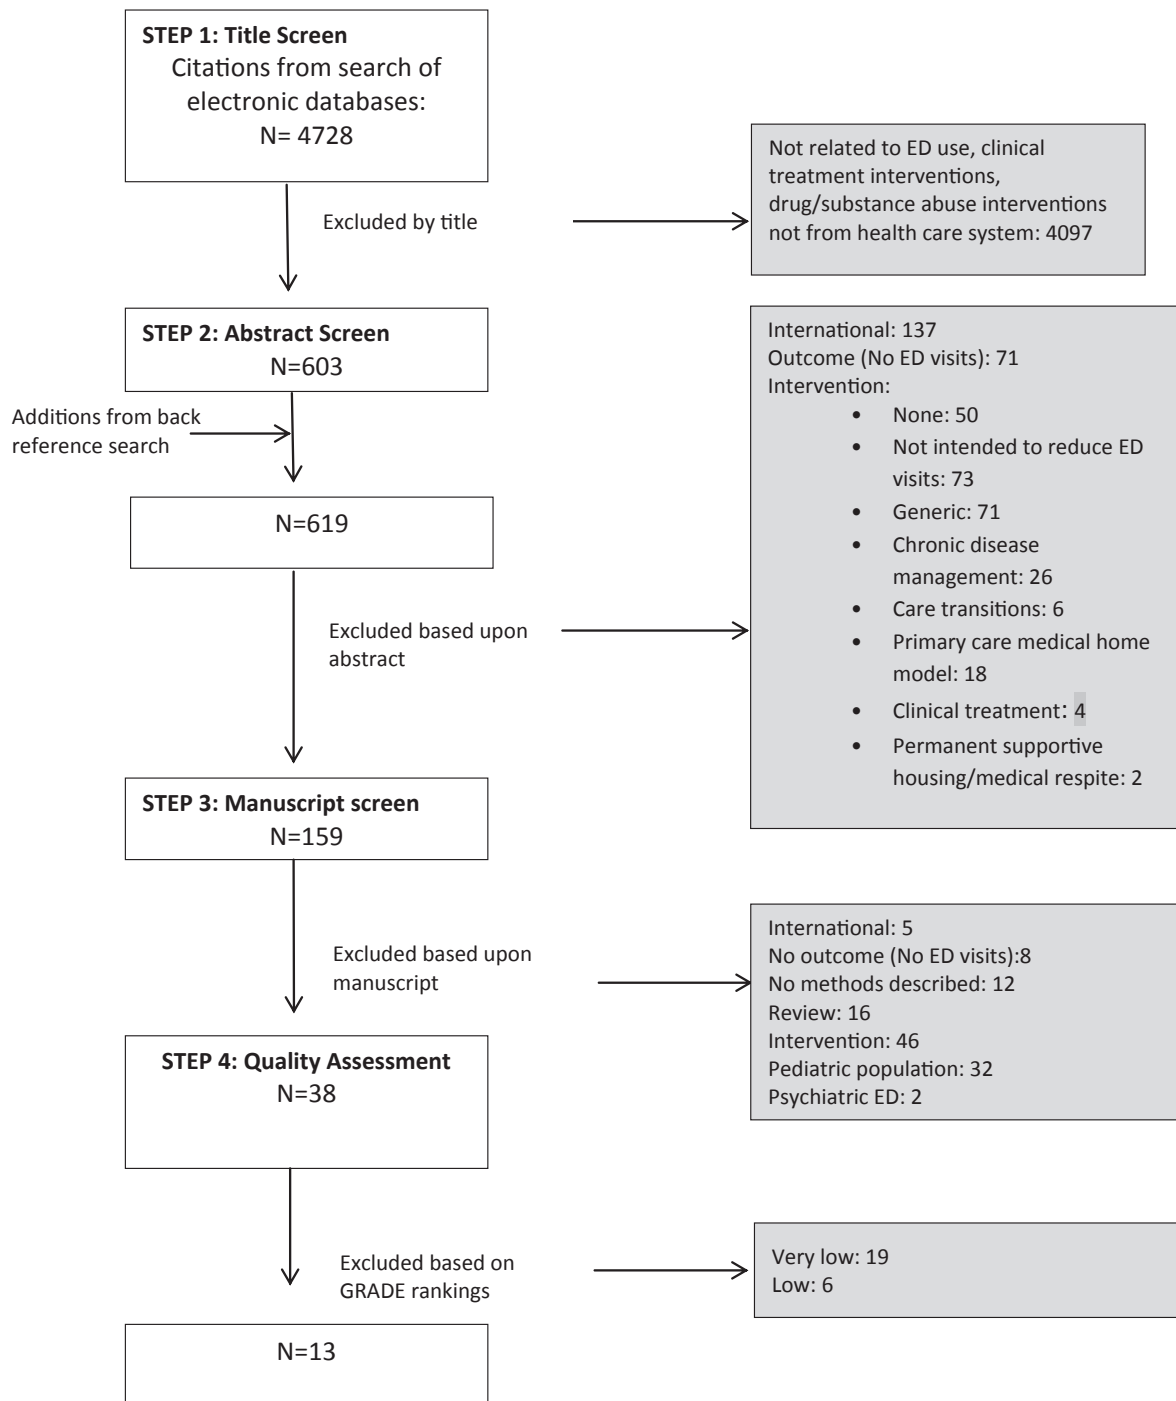 STEP 1: Title Screen
Citations from search of
electronic databases:
N= 4728
Excluded by title
Not related to ED use, clinical
treatment interventions,
drug/substance abuse interventions
not from health care system: 4097
STEP 2: Abstract Screen
N=603
Additions from back
reference search
N=619
Excluded based upon
abstract
International: 137
Outcome (No ED visits): 71
Intervention:
• None: 50
• Not intended to reduce ED
visits: 73
• Generic: 71
• Chronic disease
management: 26
• Care transitions: 6
• Primary care medical home
model: 18
• Clinical treatment: 4
• Permanent supportive
housing/medical respite: 2
STEP 3: Manuscript screen
N=159
Excluded based upon
manuscript
International: 5
No outcome (No ED visits):8
No methods described: 12
Review: 16
Intervention: 46
Pediatric population: 32
Psychiatric ED: 2
STEP 4: Quality Assessment
N=38
Excluded based on
GRADE rankings
Very low: 19
Low: 6
N=13